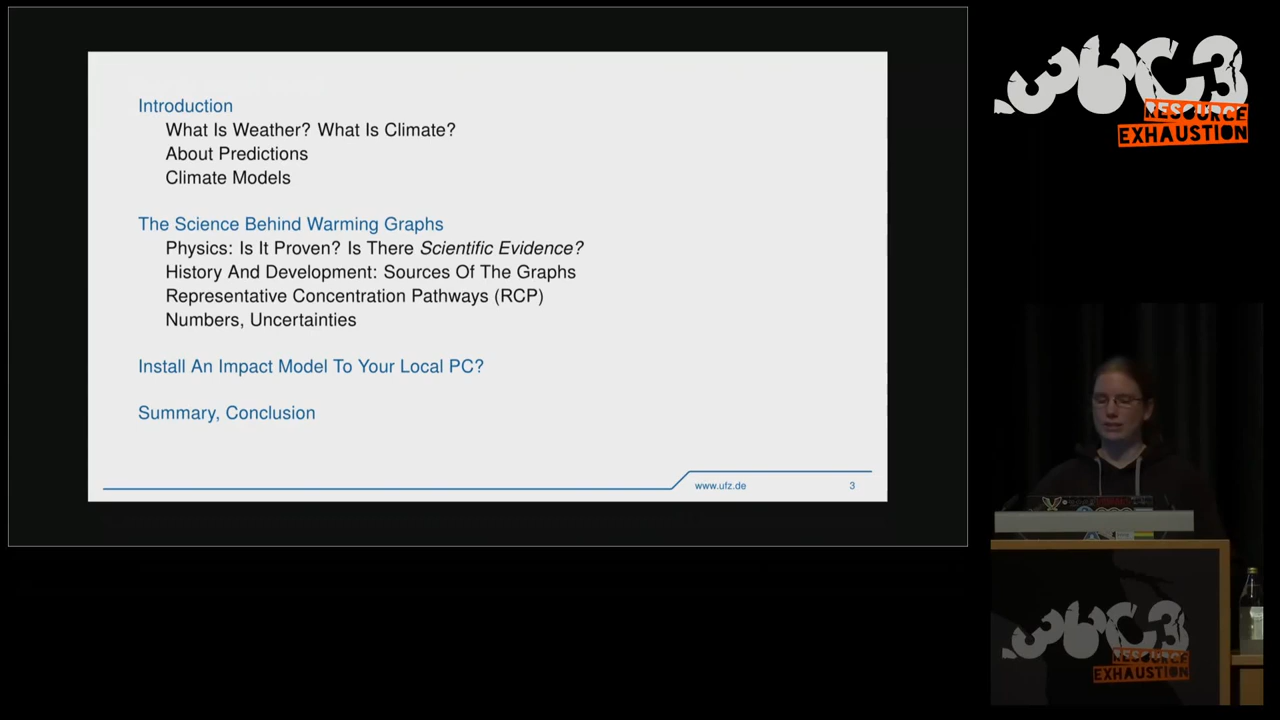 Introduction
What Is Weather? What Is Climate?
About Predictions
Climate Models
The Science Behind Warming Graphs
Physics: Is It Proven? Is There Scientific Evidence?
History And Development: Sources Of The Graphs
Representative Concentration Pathways (RCP)
Numbers, Uncertainties
Install An Impact Model To Your Local PC?
Summary, Conclusion
www.ufz.de
3
36C3
RESOURCE
EXHAUSTION
36C3
RESOURCE
EXHAUSTION